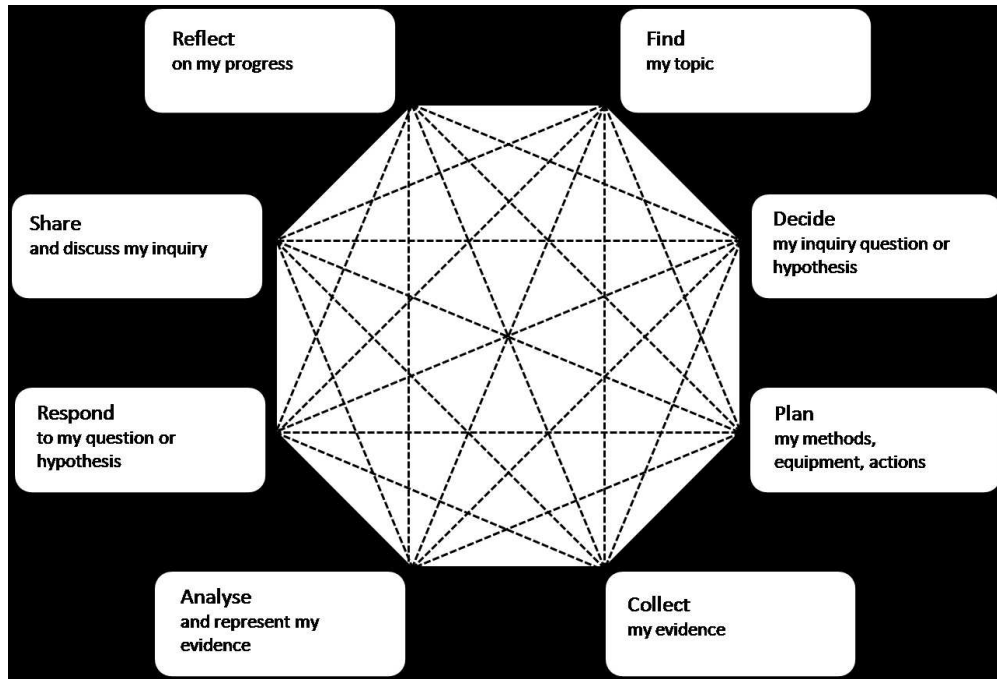 Reflect
on my progress
Find
my topic
Share
and discuss my inquiry
Decide
my inquiry question or
hypothesis
Respond
to my question or
hypothesis
Plan
my methods,
equipment, actions
Analyse
and represent my
evidence
Collect
my evidence